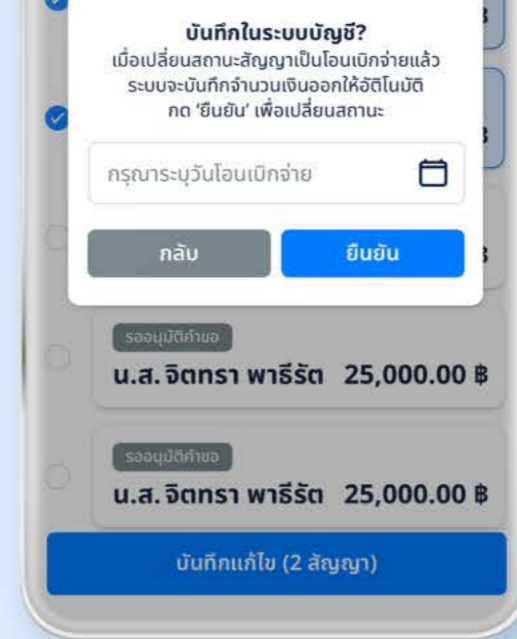 ฿
บันทึกในระบบบัญชี?
เมื่อเปลี่ยนสถานะสัญญาเป็นโอนเบิกจ่ายแล้ว
ระบบจะบันทึกจำนวนเงินออกให้อัติโนมัติ
กด ‘ยืนยัน’ เพื่อเปลี่ยนสถานะ
กรุณาระบุวันโอนเบิกจ่าย
กลับ
ยืนยัน
รออนุมัติคำขอ
น.ส. จิตทรา พาธีรัต 25,000.00 ฿
รออนุมัติคำขอ
น.ส. จิตทรา พาธีรัต 25,000.00 ฿
บันทึกแก้ไข (2 สัญญา)